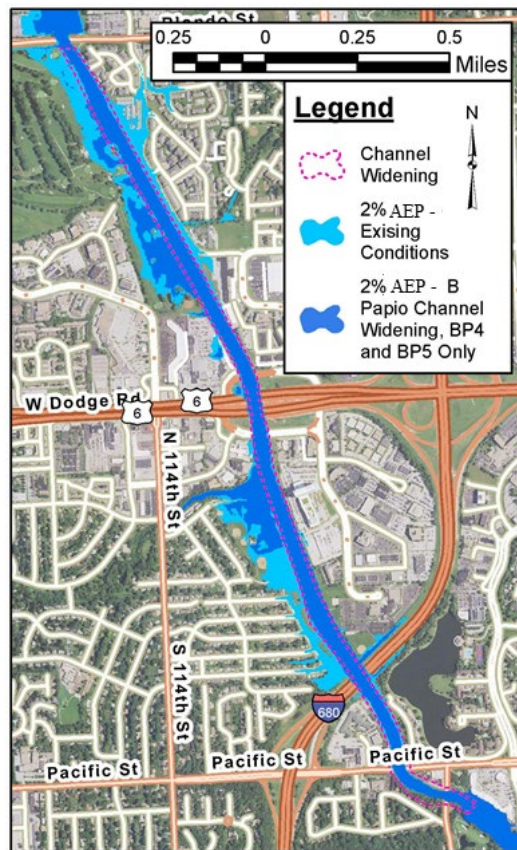 Blondo St
0.25 0 0.25 0.5
Miles
Legend
N
Channel
Widening
2% AEP -
Exising
Conditions
2% AEP - B
Papio Channel
Widening, BP4
and BP5 Only
W Dodge Rd
6
6
N 114th St
S 114th St
680
Pacific St
Pacific St